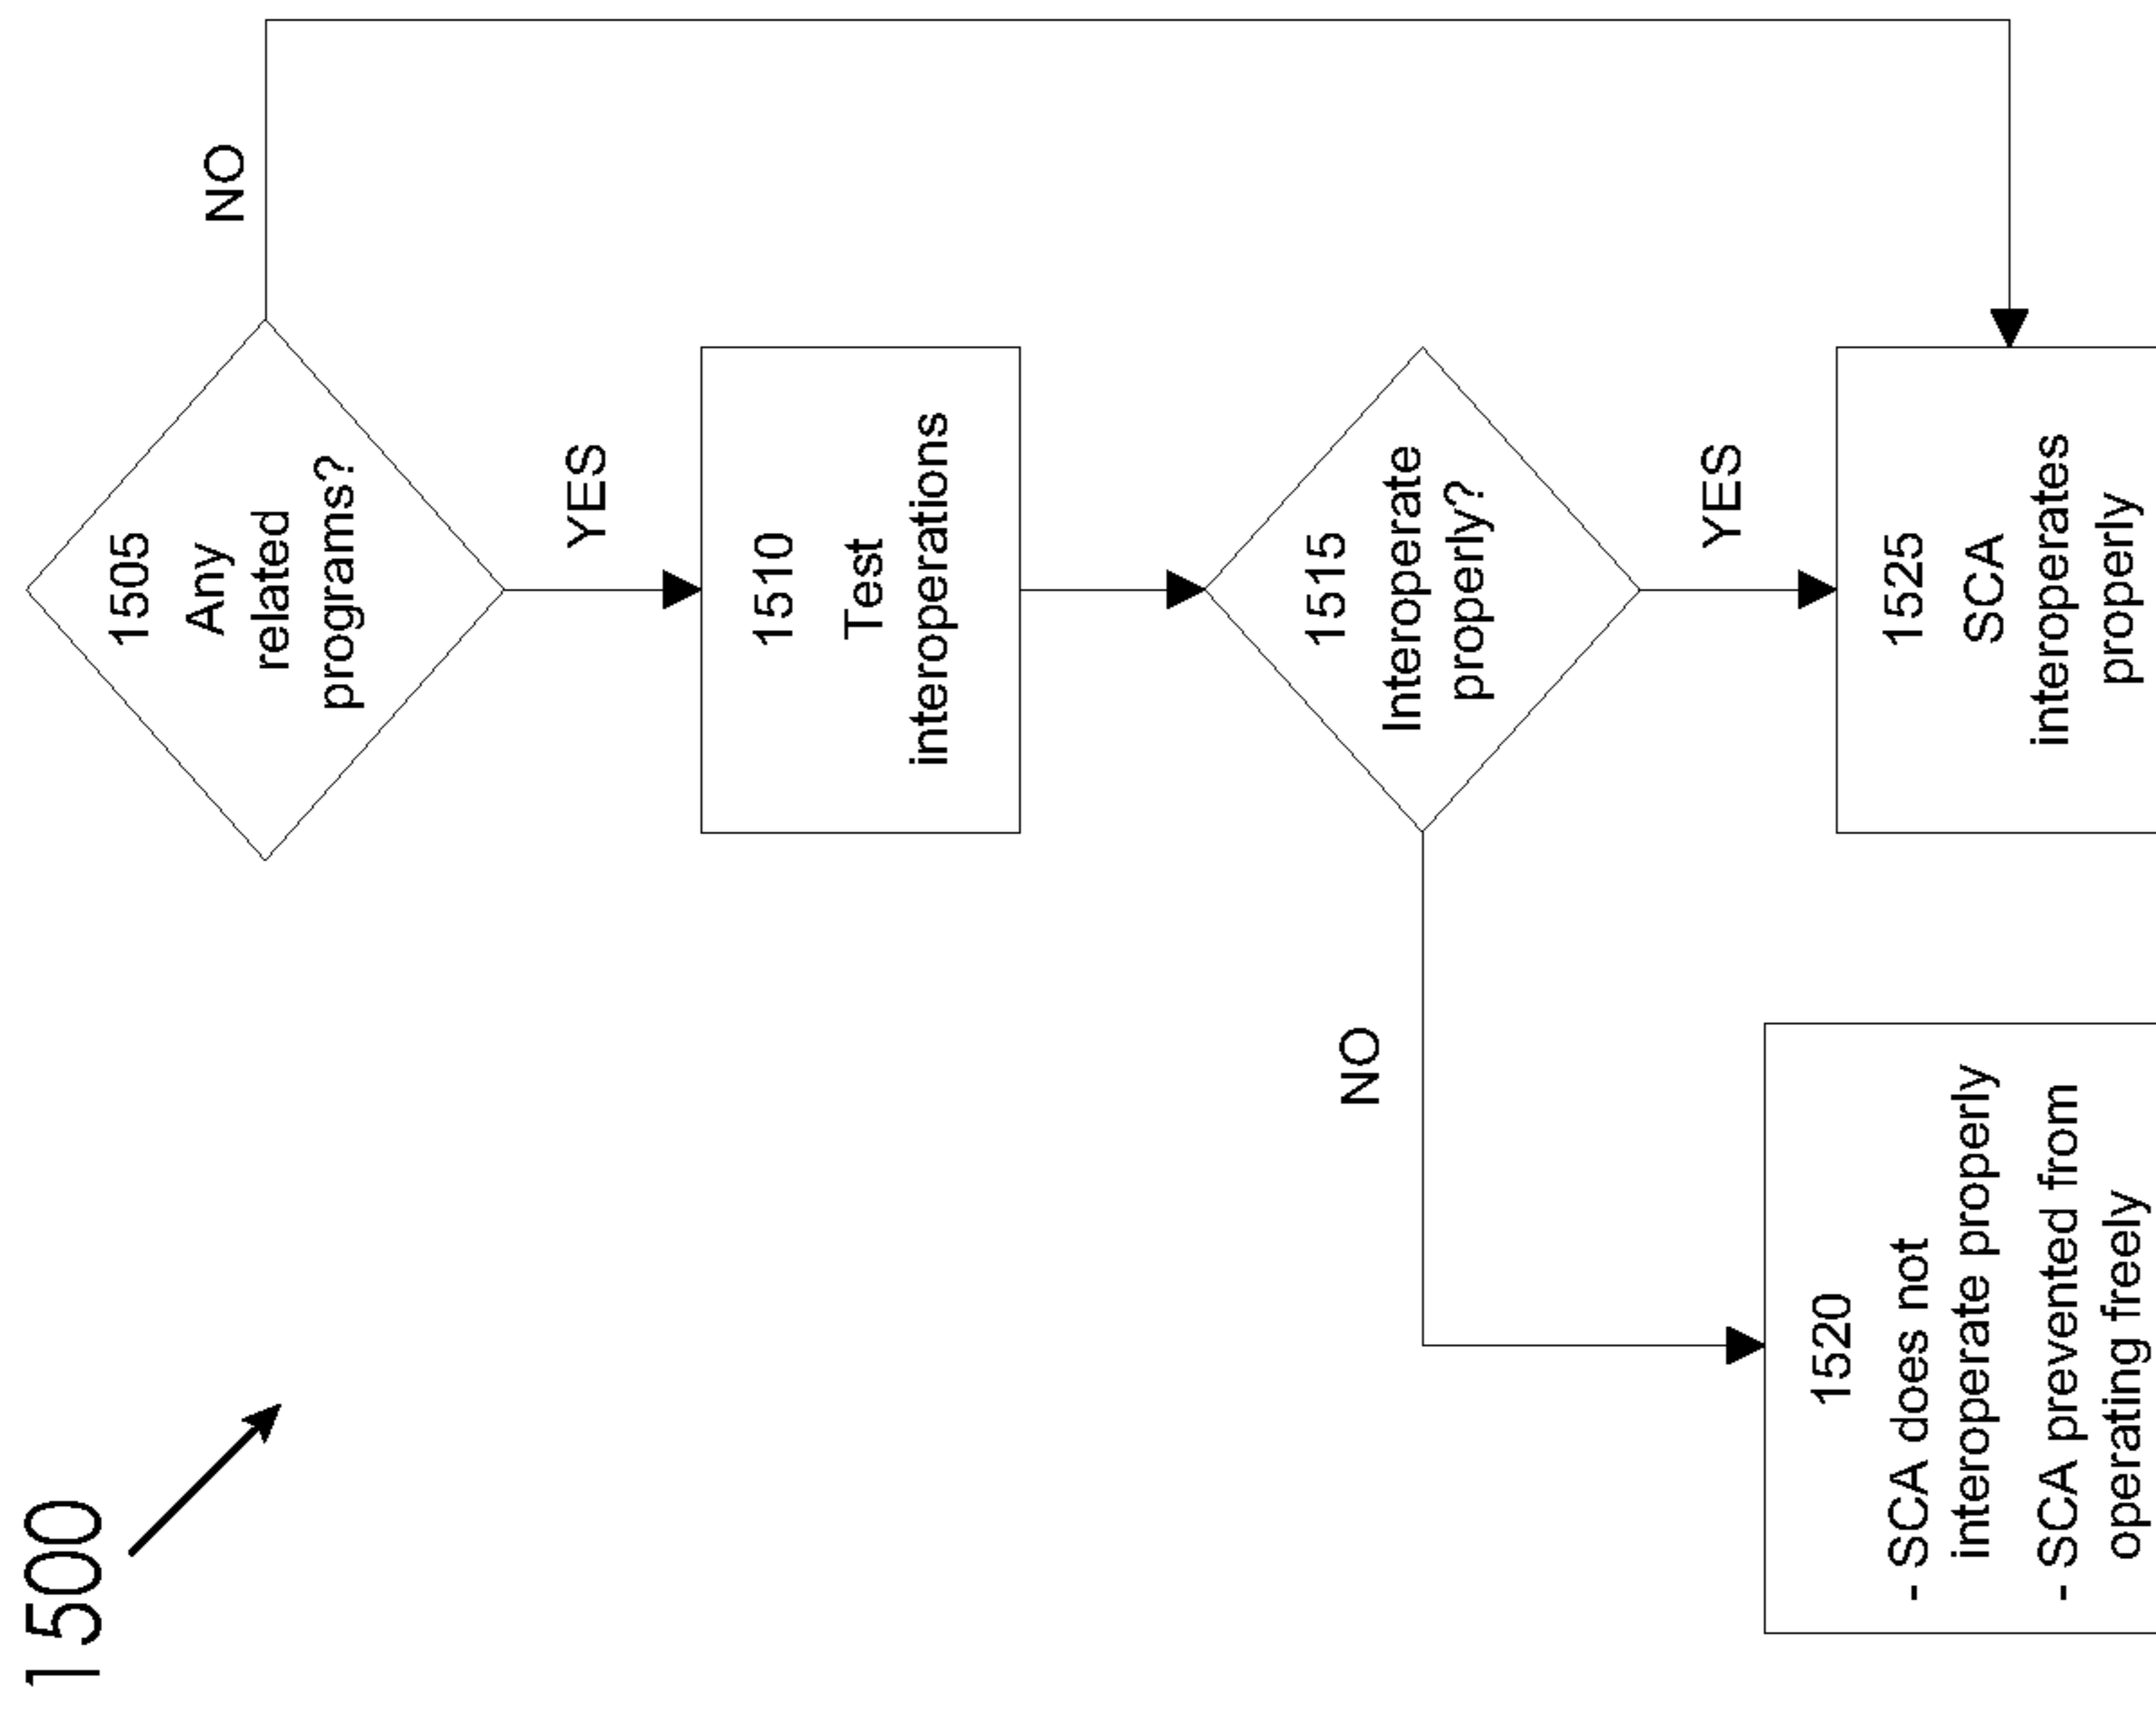 1500
1505
Any
related
programs?
NO
YES
1510
Test
interoperations
1515
Interoperate
properly?
NO
YES
1520
- SCA does not
interoperate properly
- SCA prevented from
operating freely
1525
SCA
interoperates
properly